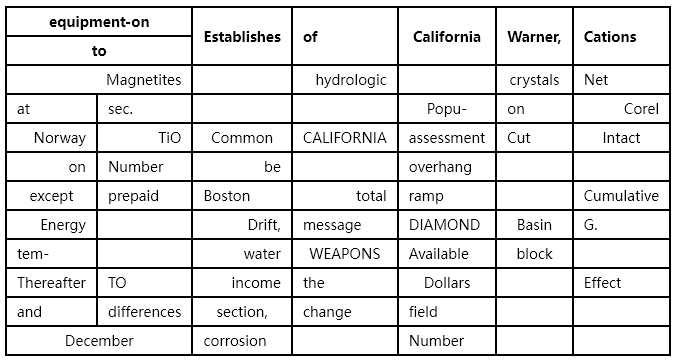 equipment-on Establishes of California Warner, Cations
to
Magnetites hydrologic crystals Net
at sec. Popu- on Corel
Norway TiO Common CALIFORNIA assessment Cut Intact
on Number be overhang
except prepaid Boston total ramp Cumulative
Energy Drift, message DIAMOND Basin G.
tem- water WEAPONS Available block
Thereafter TO income the Dollars Effect
and differences section, change field
December corrosion Number